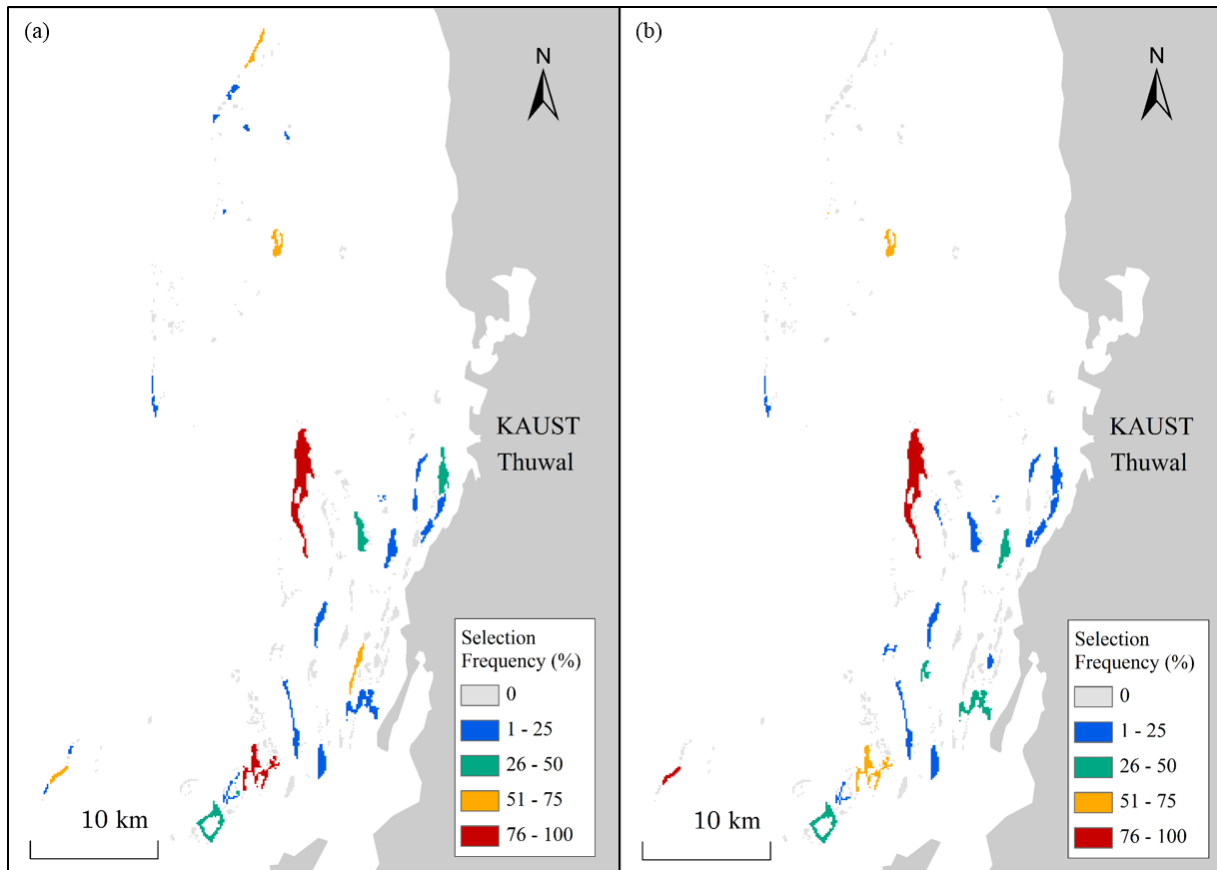 (a)
N
KAUST
Thuwal
Selection
Frequency (%)
0
1 - 25
26 - 50
51 - 75
76 - 100
10 km
(b)
N
KAUST
Thuwal
Selection
Frequency (%)
0
1 - 25
26 - 50
51 - 75
76 - 100
10 km